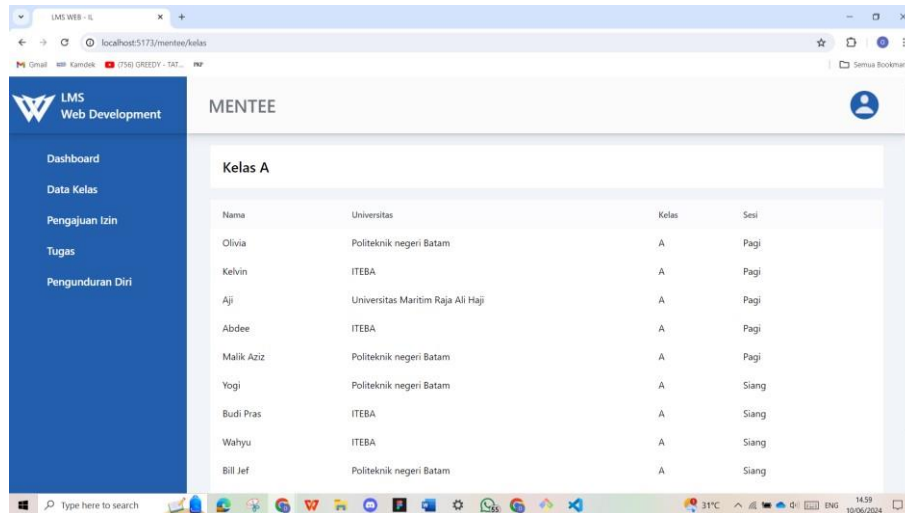 LMS WEB - IL
localhost:5173/mentee/kelas
Gmail Kamdek (756) GREEDY - TAT... Semua Bookmar
LMS
Web Development
MENTEE
Dashboard
Data Kelas
Pengajuan Izin
Tugas
Pengunduran Diri
Kelas A
Nama Universitas Kelas Sesi
Olivia Politeknik negeri Batam A Pagi
Kelvin ITEBA A Pagi
Aji Universitas Maritim Raja Ali Haji A Pagi
Abdee ITEBA A Pagi
Malik Aziz Politeknik negeri Batam A Pagi
Yogi Politeknik negeri Batam A Siang
Budi Pras ITEBA A Siang
Wahyu ITEBA A Siang
Bill Jef Politeknik negeri Batam A Siang
Type here to search 31°C ENG 14.59
10/06/2024